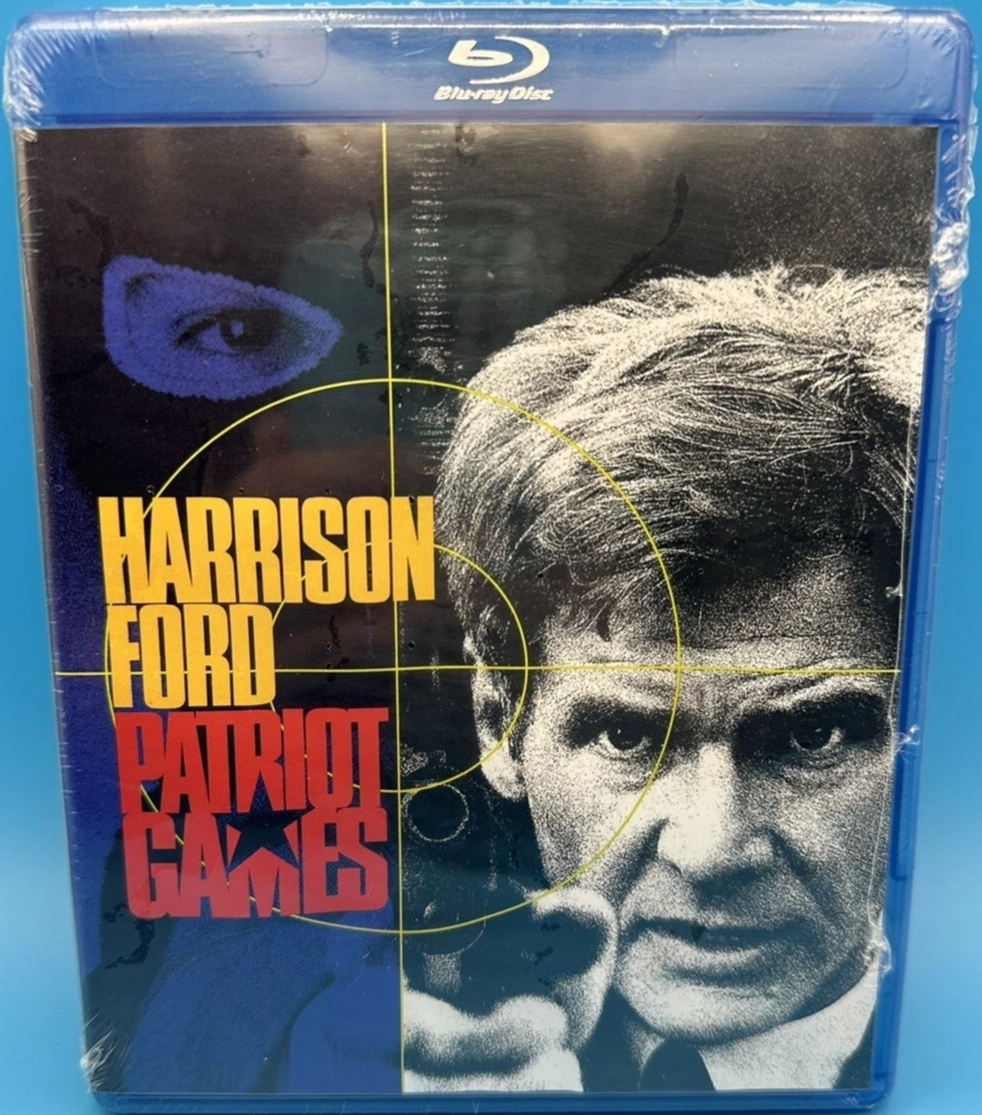 Blu-ray Disc
HARRISON
FORD
PATRIOT
GAMES